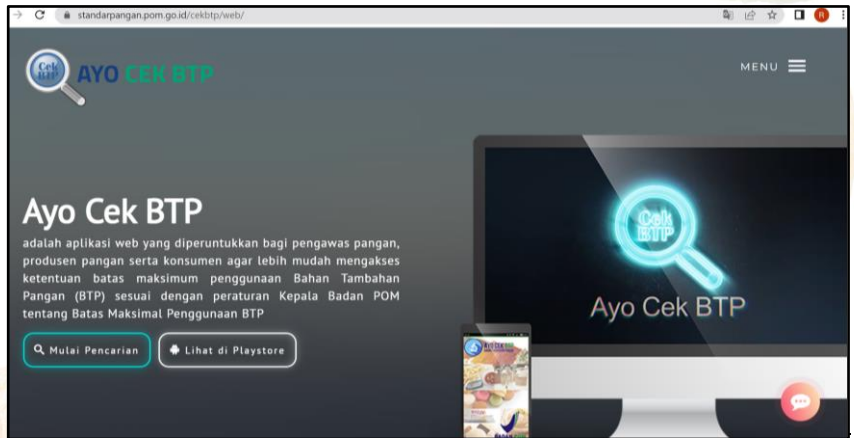 standarpangan.pom.go.id/cekbtp/web/
R
Cek
BTP
AYO CEK BTP
MENU
Ayo Cek BTP
adalah aplikasi web yang diperuntukkan bagi pengawas pangan,
produsen pangan serta konsumen agar lebih mudah mengakses
ketentuan batas maksimum penggunaan Bahan Tambahan
Pangan (BTP) sesuai dengan peraturan Kepala Badan POM
tentang Batas Maksimal Penggunaan BTP
Mulai Pencarian
Lihat di Playstore
Cek
BTP
Ayo Cek BTP